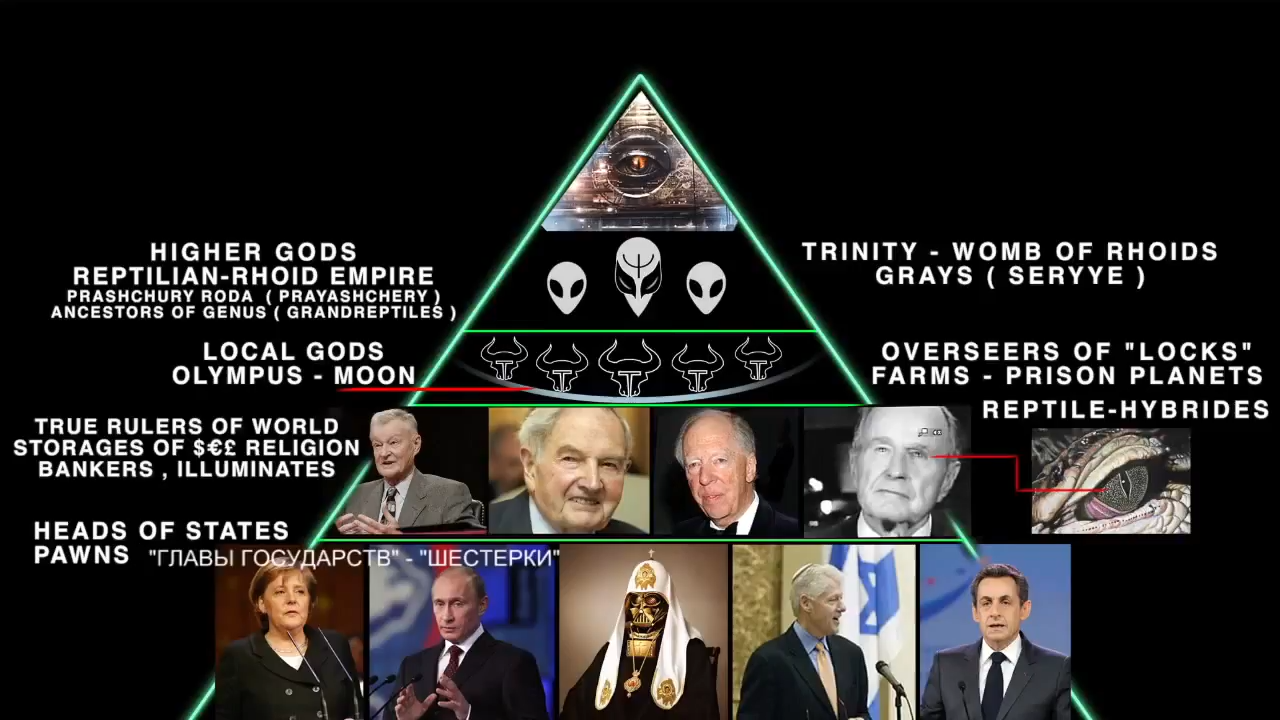 HIGHER GODS
REPTILIAN-RHOID EMPIRE
PRASHCHURY RODA ( PRAYASHCHERY )
ANCESTORS OF GENUS ( GRANDREPTILES )
TRINITY - WOMB OF RHOIDS
GRAYS ( SERYYE )
LOCAL GODS
OLYMPUS - MOON
OVERSEERS OF "LOCKS"
FARMS - PRISON PLANETS
REPTILE-HYBRIDES
TRUE RULERS OF WORLD
STORAGES OF $€£ RELIGION
BANKERS , ILLUMINATES
HEADS OF STATES
PAWNS
"ГЛАВЫ ГОСУДАРСТВ" - "ШЕСТЕРКИ"